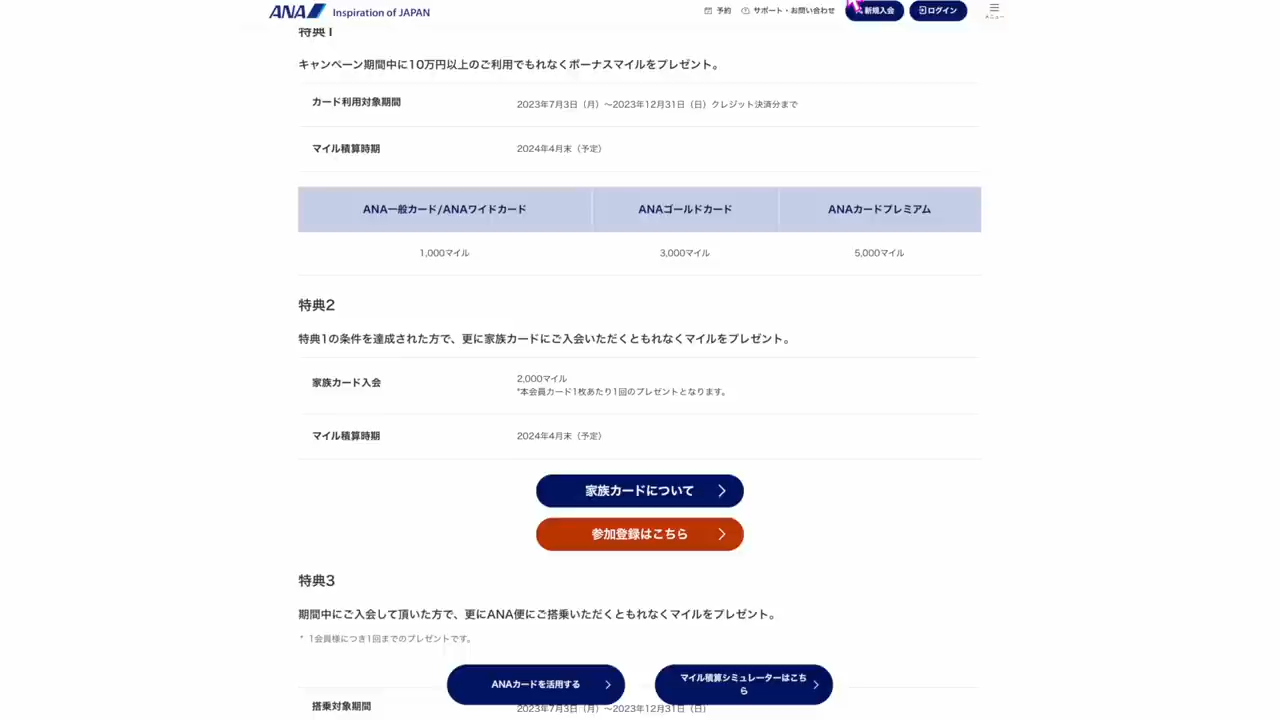 ANA Inspiration of JAPAN
予約
サポート・お問い合わせ
新規入会
ログイン
メニュー
特典1
キャンペーン期間中に10万円以上のご利用でもれなくボーナスマイルをプレゼント。
カード利用対象期間
2023年7月3日（月）～2023年12月31日（日）クレジット決済分まで
マイル積算時期
2024年4月末（予定）
ANA一般カード/ANAワイドカード
ANAゴールドカード
ANAカードプレミアム
1,000マイル
3,000マイル
5,000マイル
特典2
特典1の条件を達成された方で、更に家族カードにご入会いただくともれなくマイルをプレゼント。
家族カード入会
2,000マイル
*本会員カード1枚あたり1回のプレゼントとなります。
マイル積算時期
2024年4月末（予定）
家族カードについて
参加登録はこちら
特典3
期間中にご入会して頂いた方で、更にANA便にご搭乗いただくともれなくマイルをプレゼント。
* 1会員様につき1回までのプレゼントです。
ANAカードを活用する
マイル積算シミュレーターはこち
ら
搭乗対象期間
2023年7月3日（月）～2023年12月31日（日）